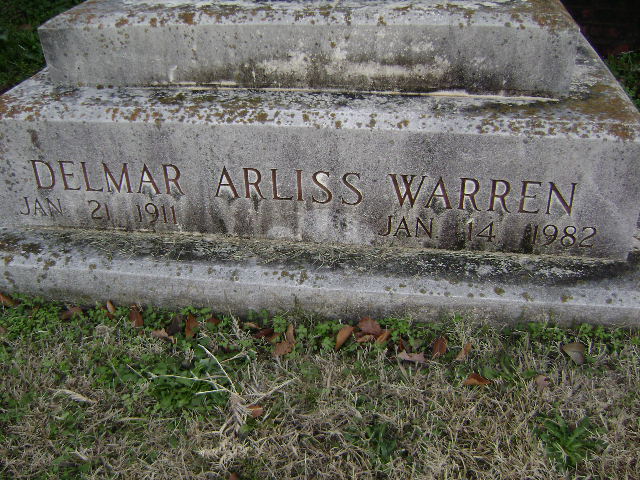 DELMAR ARLISS WARREN
JAN. 21 1911 JAN. 14 1982